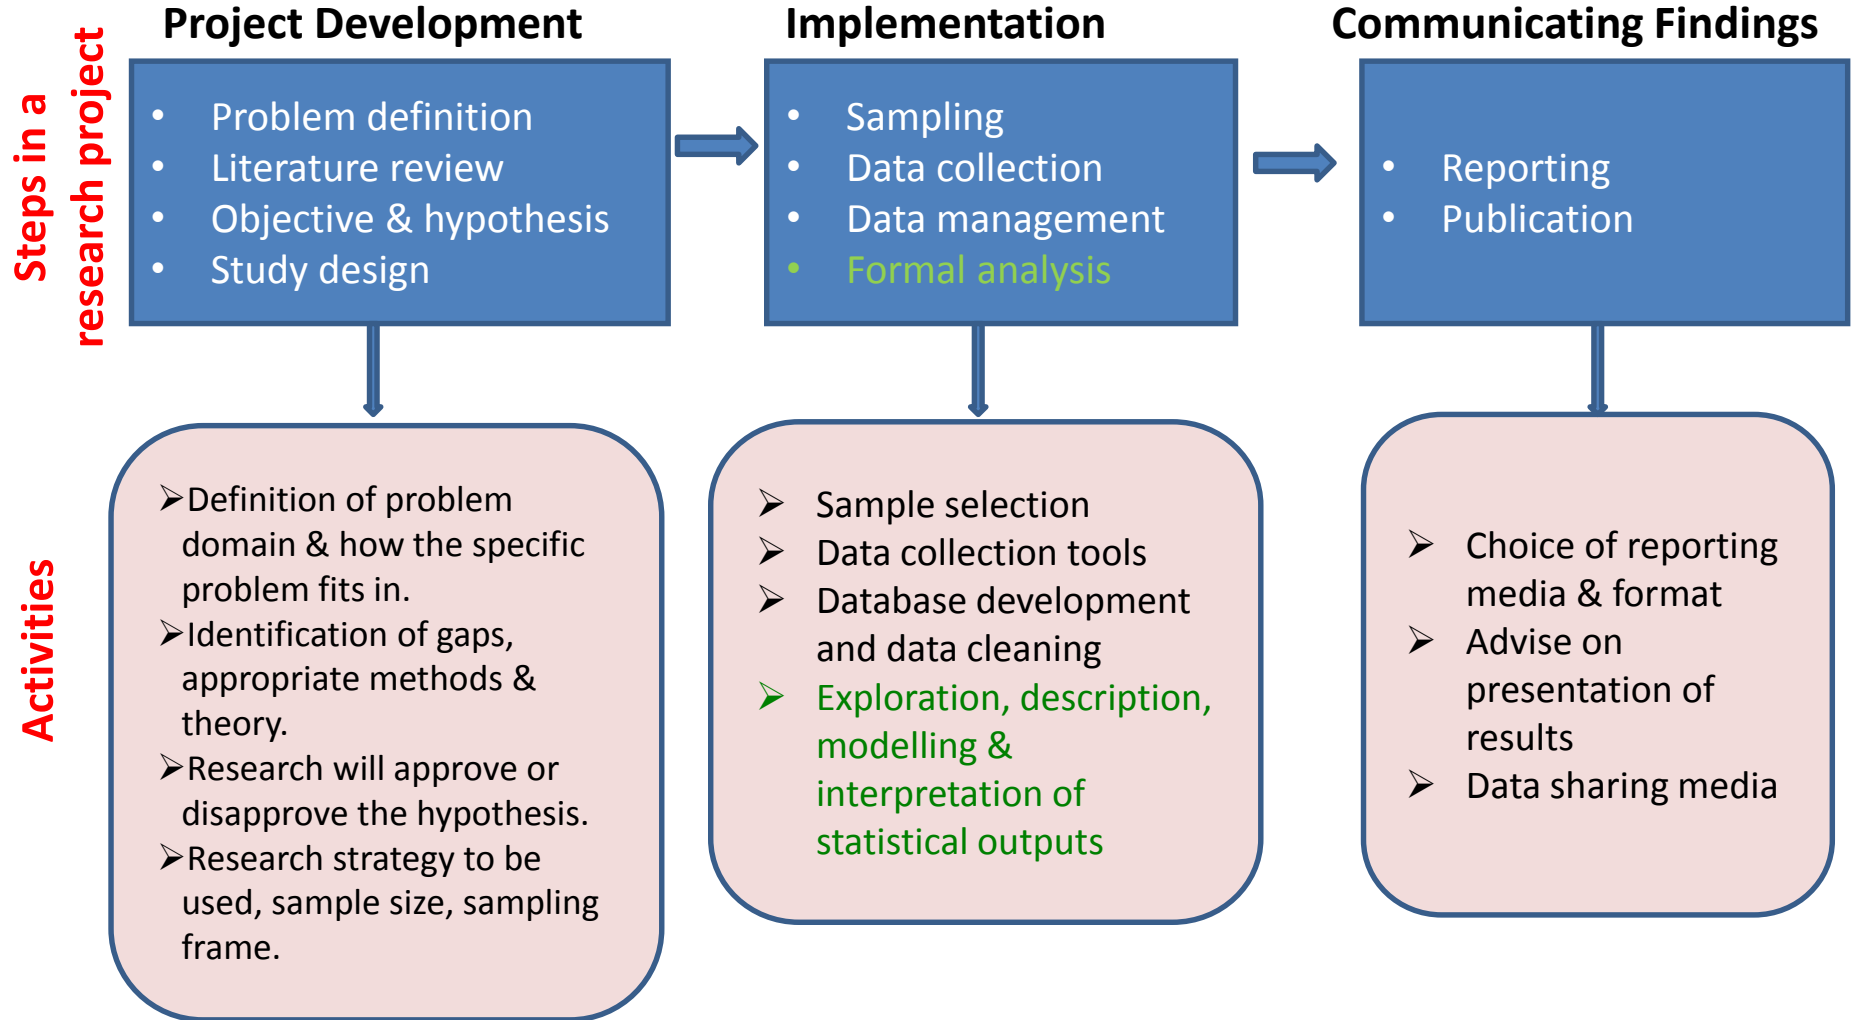 Project Development
Implementation
Communicating Findings
Steps in a
research project
• Problem definition
• Literature review
• Objective & hypothesis
• Study design
• Sampling
• Data collection
• Data management
• Formal analysis
• Reporting
• Publication
Activities
➢Definition of problem
domain & how the specific
problem fits in.
➢Identification of gaps,
appropriate methods &
theory.
➢Research will approve or
disapprove the hypothesis.
➢Research strategy to be
used, sample size, sampling
frame.
➢ Sample selection
➢ Data collection tools
➢ Database development
and data cleaning
➢ Exploration, description,
modelling &
interpretation of
statistical outputs
➢ Choice of reporting
media & format
➢ Advise on
presentation of
results
➢ Data sharing media